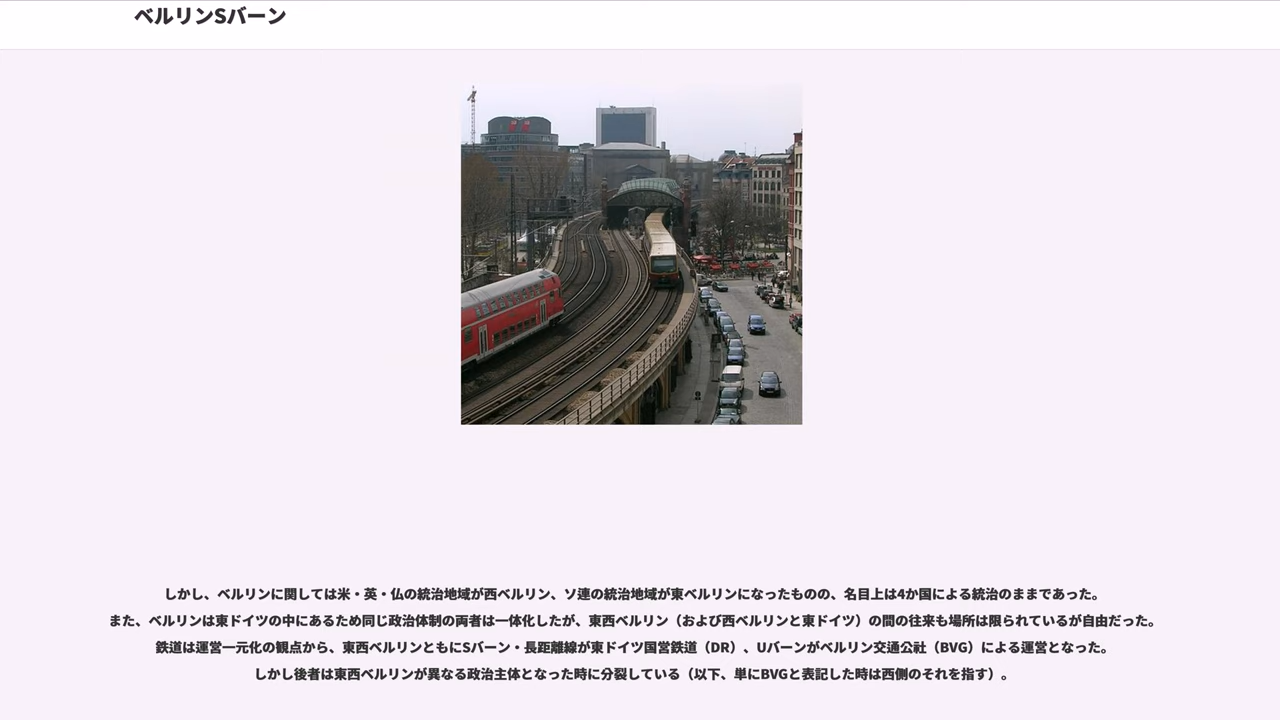 ベルリンSバーン
しかし、ベルリンに関しては米・英・仏の統治地域が西ベルリン、ソ連の統治地域が東ベルリンになったものの、名目上は4か国による統治のままであった。
また、ベルリンは東ドイツの中にあるため同じ政治体制の両者は一体化したが、東西ベルリン（および西ベルリンと東ドイツ）の間の往来も場所は限られているが自由だった。
鉄道は運営一元化の観点から、東西ベルリンともにSバーン・長距離線が東ドイツ国営鉄道（DR）、Uバーンがベルリン交通公社（BVG）による運営となった。
しかし後者は東西ベルリンが異なる政治主体となった時に分裂している（以下、単にBVGと表記した時は西側のそれを指す）。